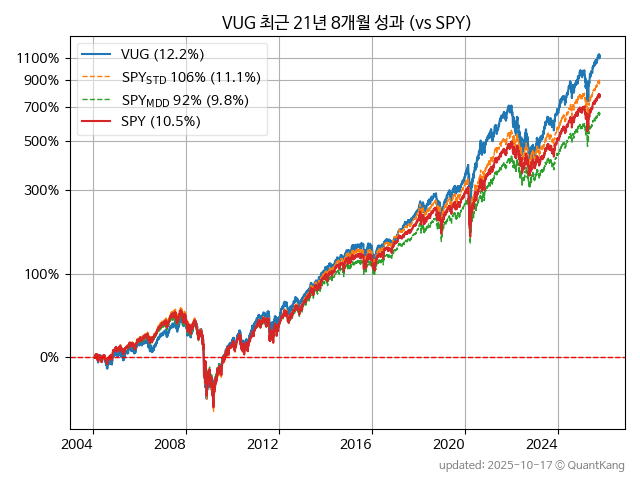 VUG 최근 21년 8개월 성과 (vs SPY)
VUG (12.2%)
SPY_STD 106% (11.1%)
SPY_MDD 92% (9.8%)
SPY (10.5%)
1100%
900%
700%
500%
300%
100%
0%
2004 2008 2012 2016 2020 2024
updated: 2025-10-17 © QuantKang